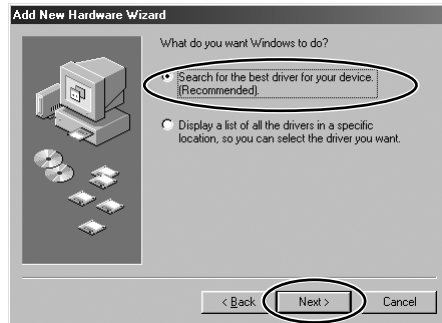 Add New Hardware Wizard
What do you want Windows to do?
Search for the best driver for your device.
(Recommended).
Display a list of all the drivers in a specific
location, so you can select the driver you want.
< Back
Next >
Cancel